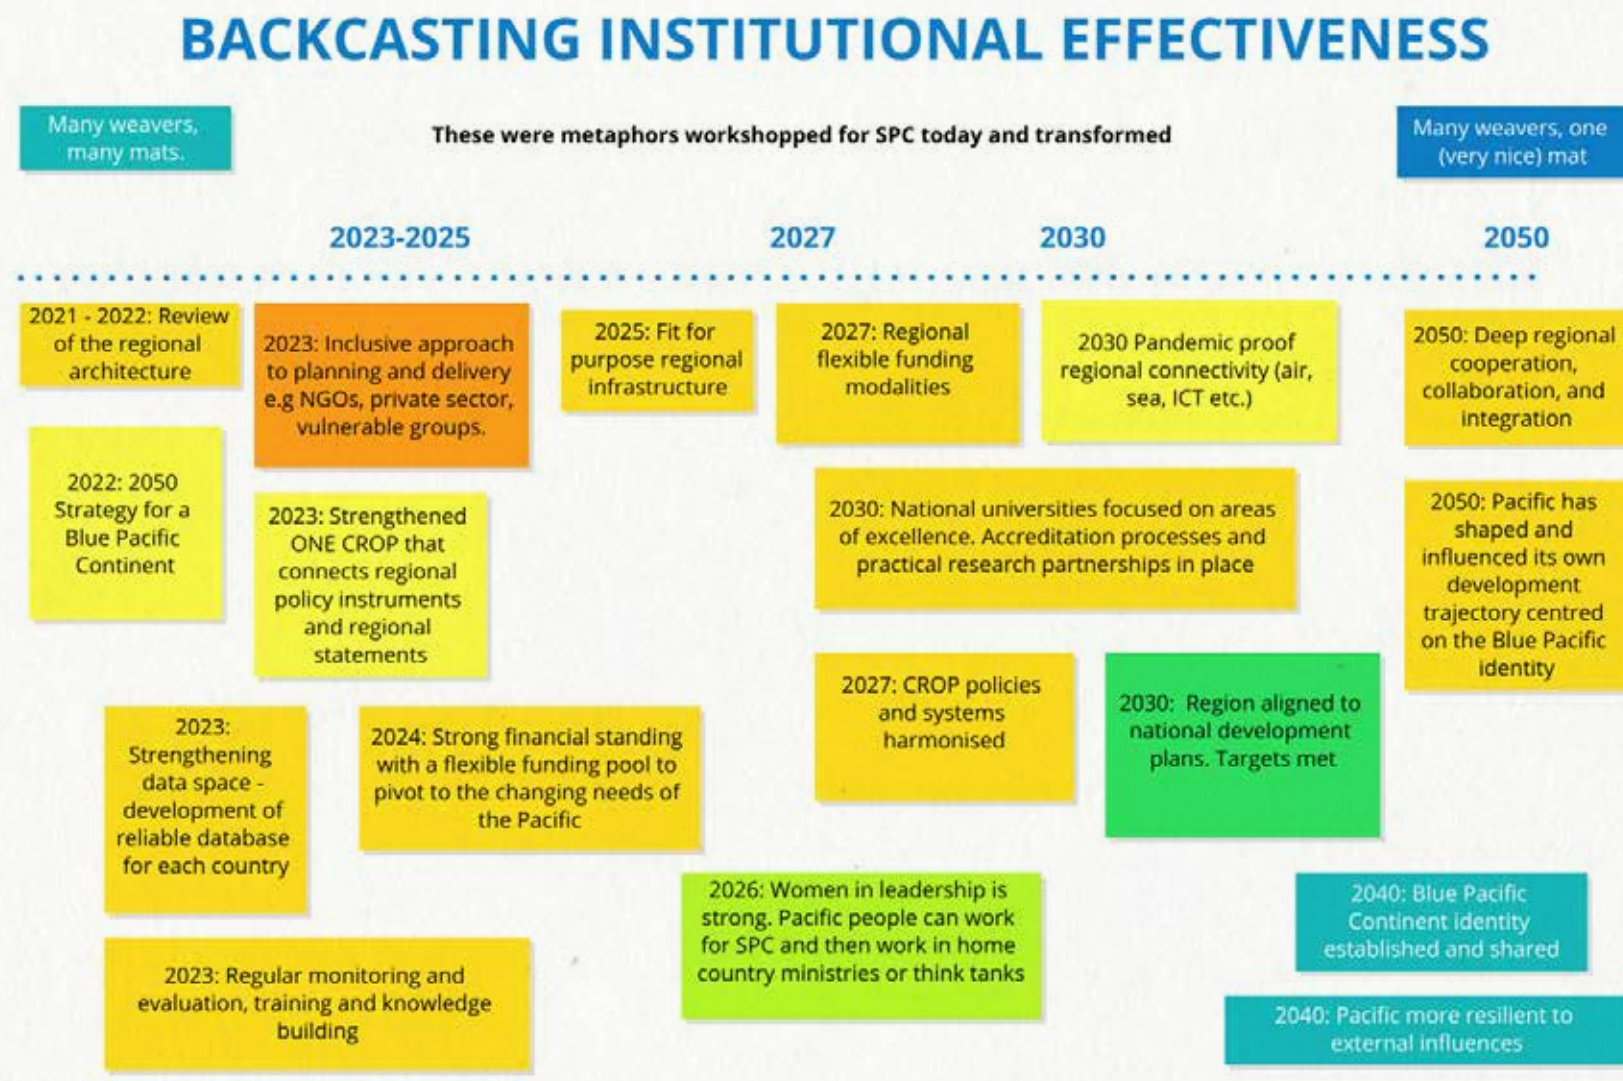 BACKCASTING INSTITUTIONAL EFFECTIVENESS
Many weavers,
many mats.
These were metaphors workshopped for SPC today and transformed
Many weavers, one
(very nice) mat
2023-2025
2027
2030
2050
2021 - 2022: Review
of the regional
architecture
2023: Inclusive approach
to planning and delivery
e.g NGOs, private sector,
vulnerable groups.
2025: Fit for
purpose regional
infrastructure
2027: Regional
flexible funding
modalities
2030 Pandemic proof
regional connectivity (air,
sea, ICT etc.)
2050: Deep regional
cooperation,
collaboration, and
integration
2022: 2050
Strategy for a
Blue Pacific
Continent
2023: Strengthened
ONE CROP that
connects regional
policy instruments
and regional
statements
2030: National universities focused on areas
of excellence. Accreditation processes and
practical research partnerships in place
2050: Pacific has
shaped and
influenced its own
development
trajectory centred
on the Blue Pacific
identity
2023:
Strengthening
data space -
development of
reliable database
for each country
2024: Strong financial standing
with a flexible funding pool to
pivot to the changing needs of
the Pacific
2027: CROP policies
and systems
harmonised
2030:  Region aligned to
national development
plans. Targets met
2026: Women in leadership is
strong. Pacific people can work
for SPC and then work in home
country ministries or think tanks
2040: Blue Pacific
Continent identity
established and shared
2023: Regular monitoring and
evaluation, training and knowledge
building
2040: Pacific more resilient to
external influences